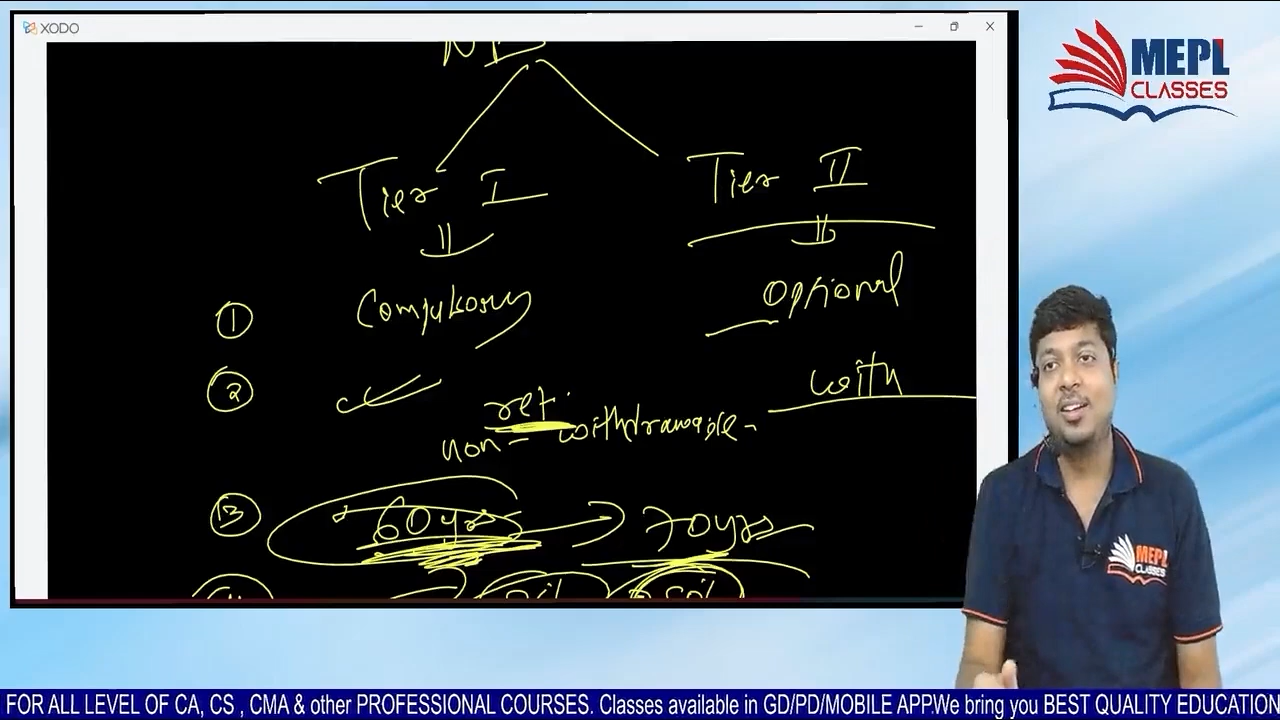 XODO
MEPL
CLASSES
Tier I
Tier II
① Compulsory
Optional
② ret.
with
non- withdrawable-
60yrs → 70yrs
MEPL
CLASSES
FOR ALL LEVEL OF CA, CS , CMA & other PROFESSIONAL COURSES. Classes available in GD/PD/MOBILE APP.We bring you BEST QUALITY EDUCATION